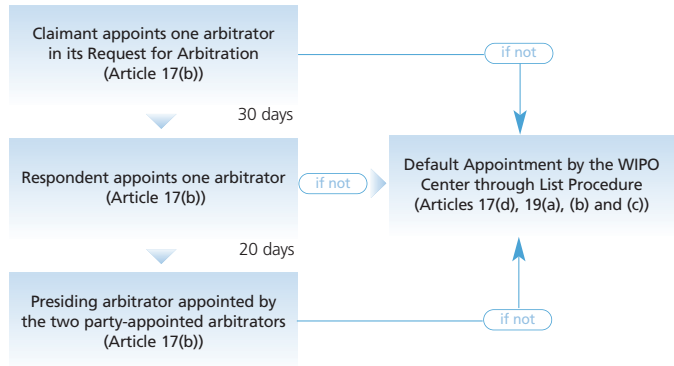 Claimant appoints one arbitrator
in its Request for Arbitration
(Article 17(b))
if not
30 days
Respondent appoints one arbitrator
(Article 17(b))
if not
Default Appointment by the WIPO
Center through List Procedure
(Articles 17(d), 19(a), (b) and (c))
20 days
Presiding arbitrator appointed by
the two party-appointed arbitrators
(Article 17(b))
if not